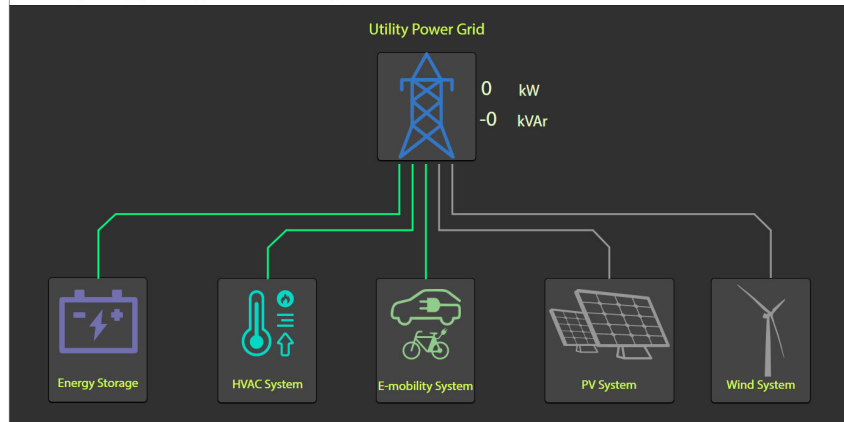 Utility Power Grid
0 kW
-0 kVAr
Energy Storage
HVAC System
E-mobility System
PV System
Wind System